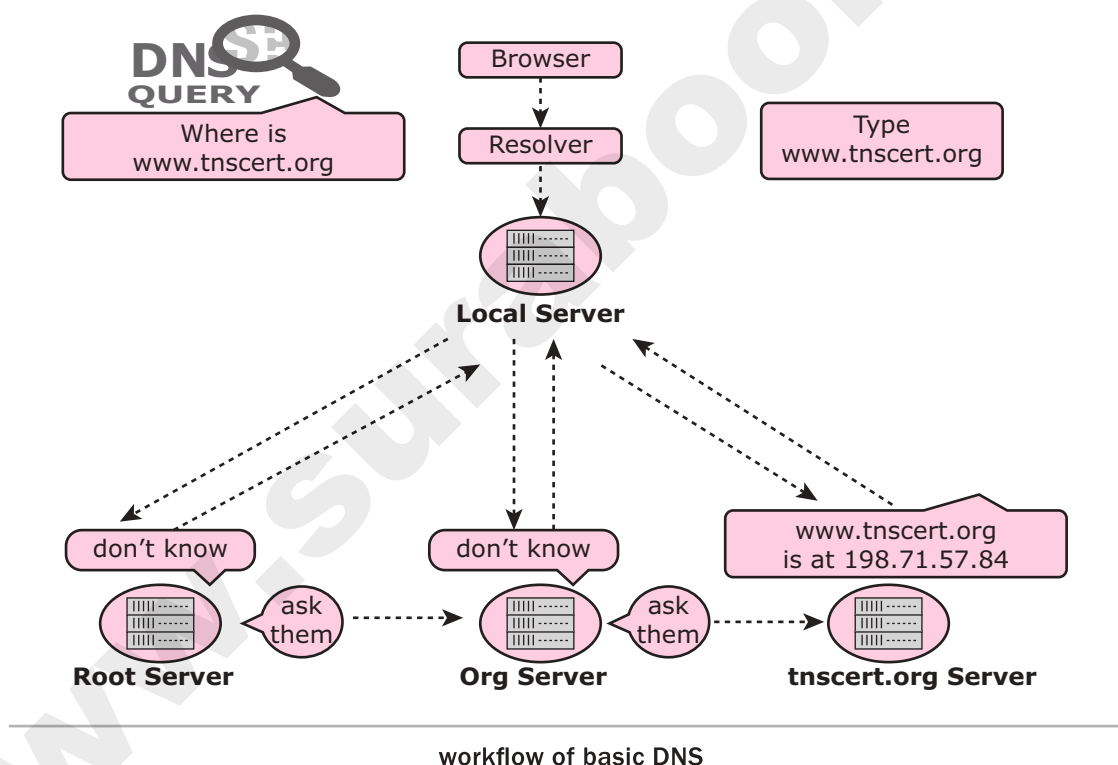 DNS
QUERY
Where is
www.tnscert.org
Browser
Resolver
Type
www.tnscert.org
Local Server
don't know
don't know
www.tnscert.org
is at 198.71.57.84
ask
them
ask
them
Root Server
Org Server
tnscert.org Server
workflow of basic DNS